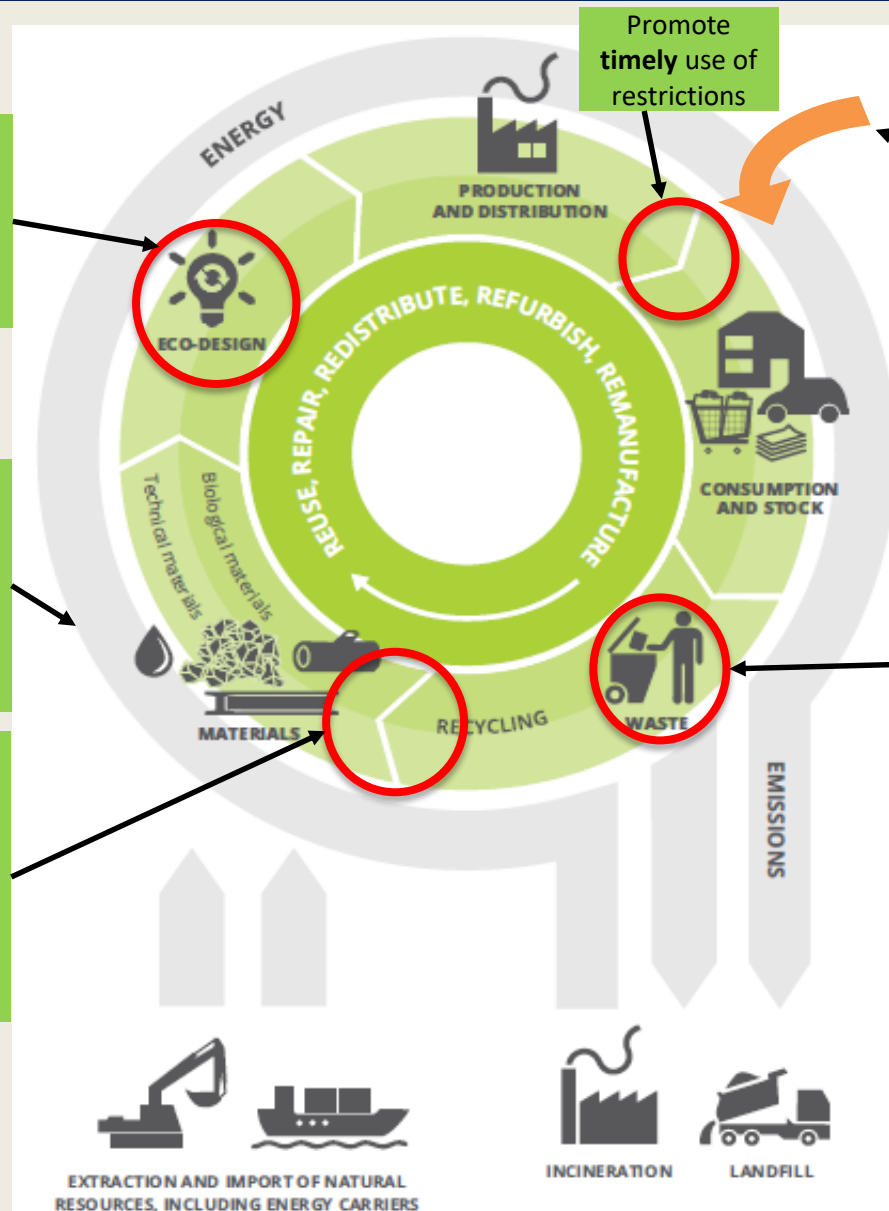 Promote
timely use of
restrictions
ENERGY
PRODUCTION
AND DISTRIBUTION
ECO-DESIGN
REUSE, REPAIR, REDISTRIBUTE, REFURBISH, REMANUFACTURE
CONSUMPTION
AND STOCK
Technical materials
Biological materials
MATERIALS
RECYCLING
WASTE
EMISSIONS
EXTRACTION AND IMPORT OF NATURAL
RESOURCES, INCLUDING ENERGY CARRIERS
INCINERATION
LANDFILL